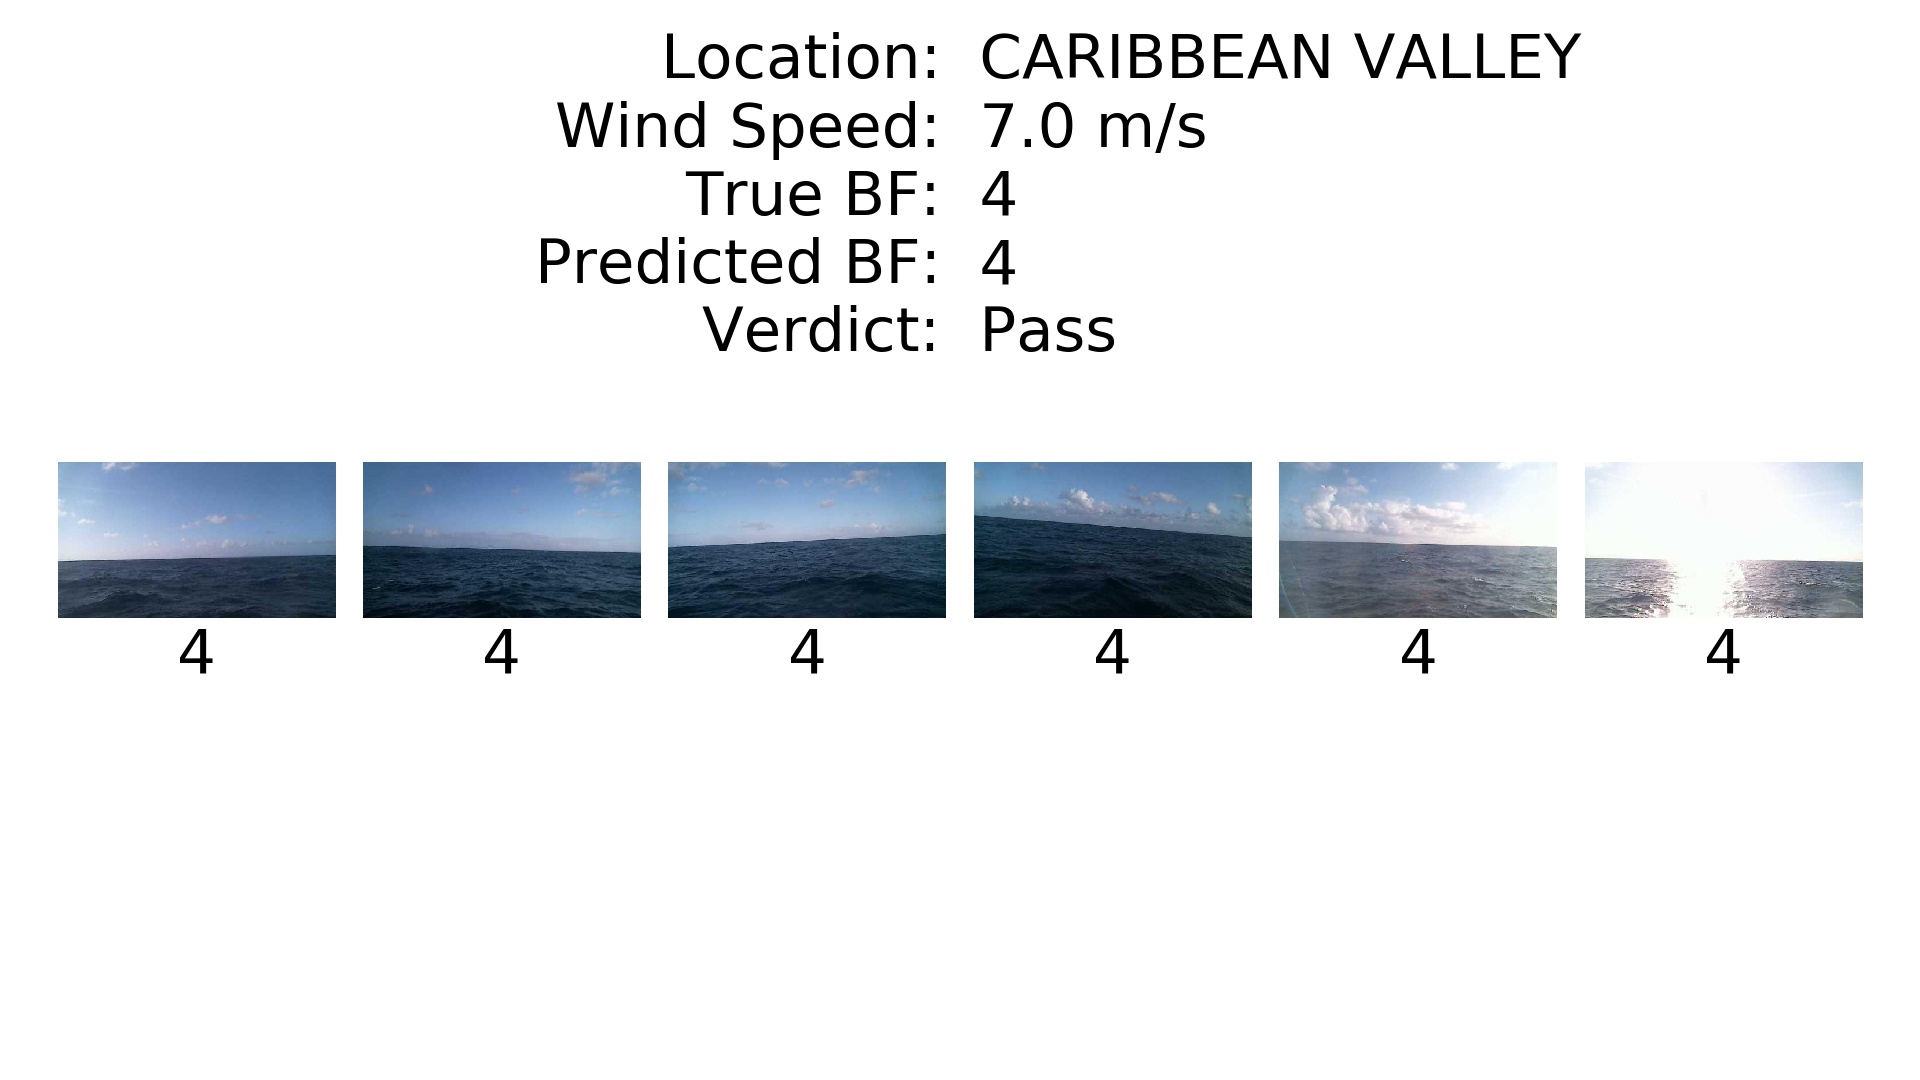 Location: CARIBBEAN VALLEY
Wind Speed: 7.0 m/s
True BF: 4
Predicted BF: 4
Verdict: Pass
4 4 4 4 4 4